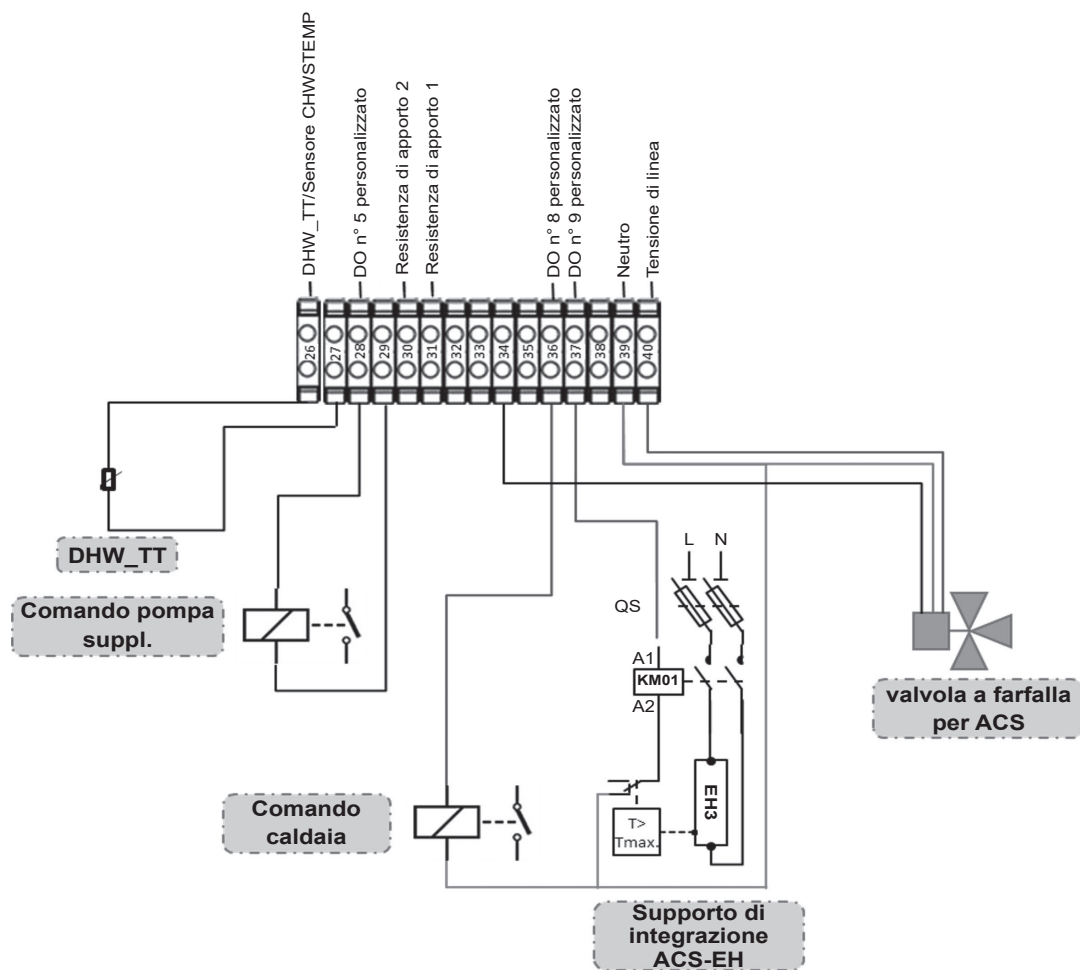 DHW_TT/Sensore CHWSTEMP
DO n° 5 personalizzato
Resistenza di apporto 2
Resistenza di apporto 1
DO n° 8 personalizzato
DO n° 9 personalizzato
Neutro
Tensione di linea
26
27
28
29
30
31
32
33
34
35
36
37
38
39
40
DHW_TT
Comando pompa
suppl.
L
N
QS
A1
KM01
A2
EH3
T>
Tmax.
valvola a farfalla
per ACS
Comando
caldaia
Supporto di
integrazione
ACS-EH